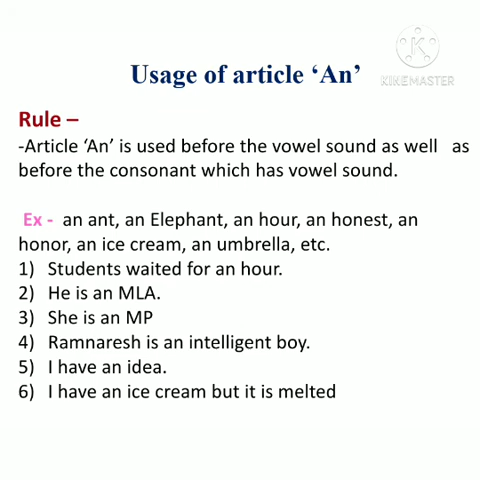 KINEMASTER
Usage of article ‘An’
Rule –
-Article ‘An’ is used before the vowel sound as well as
before the consonant which has vowel sound.
Ex - an ant, an Elephant, an hour, an honest, an
honor, an ice cream, an umbrella, etc.
1) Students waited for an hour.
2) He is an MLA.
3) She is an MP
4) Ramnaresh is an intelligent boy.
5) I have an idea.
6) I have an ice cream but it is melted